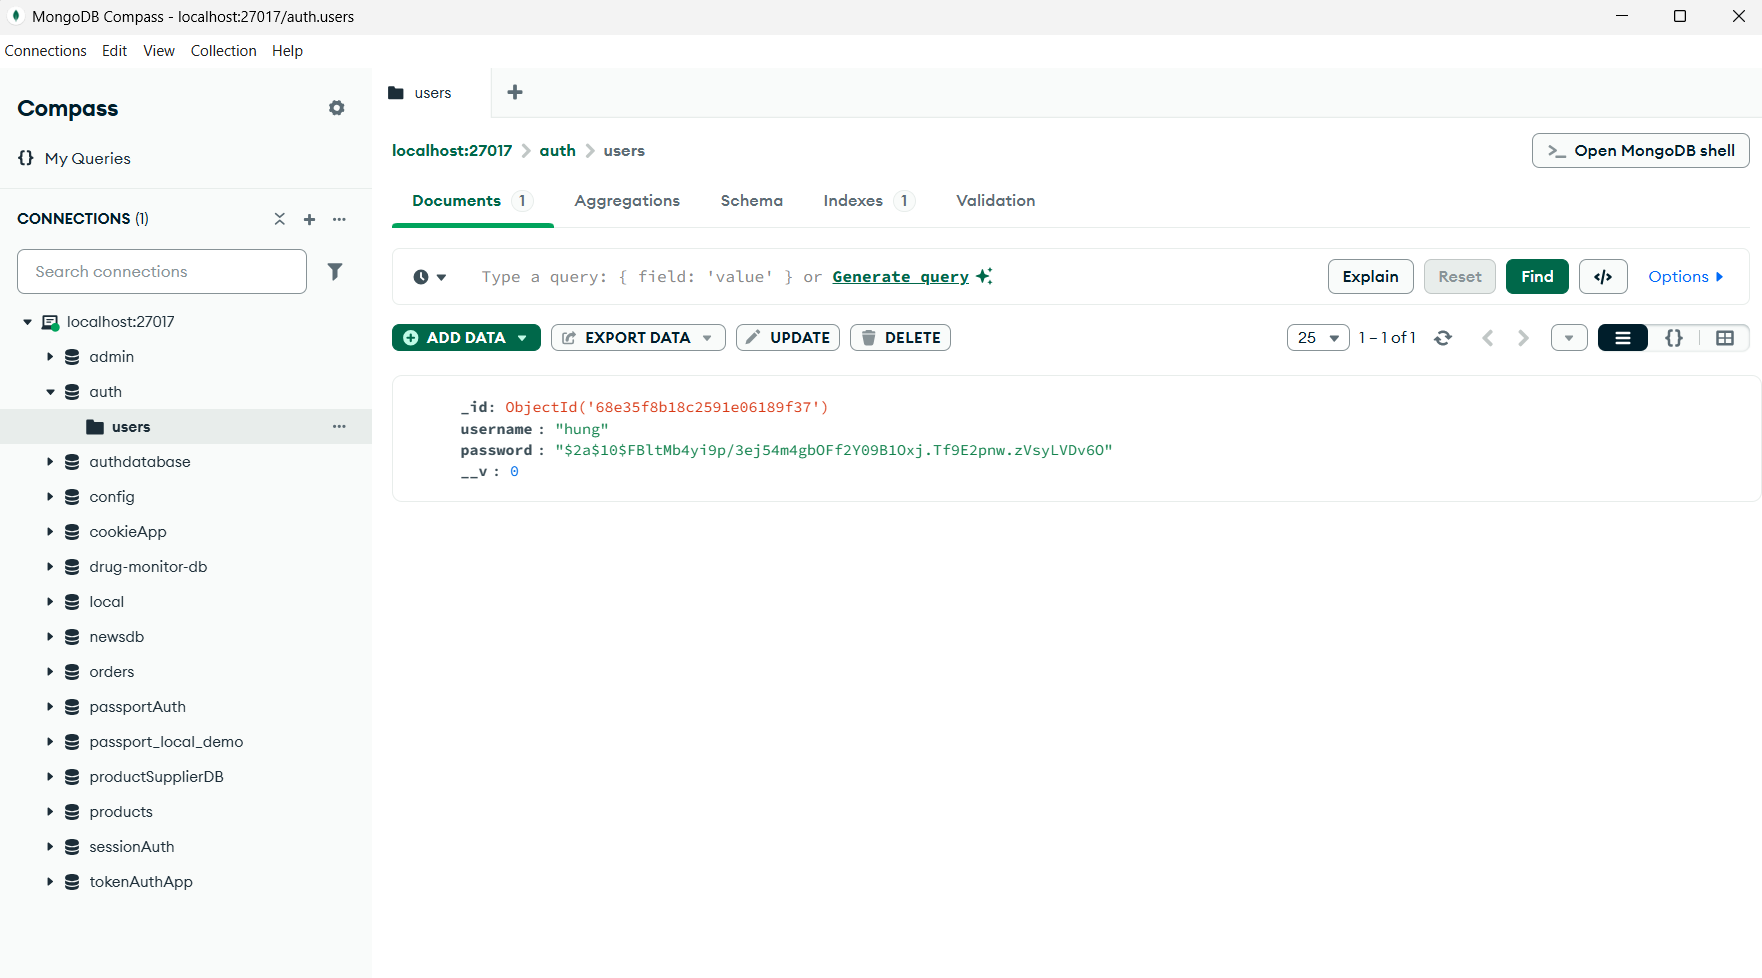 MongoDB Compass - localhost:27017/auth.users
Connections Edit View Collection Help
Compass
{} My Queries
CONNECTIONS (1)
Search connections
localhost:27017
admin
auth
users
authdatabase
config
cookieApp
drug-monitor-db
local
newsdb
orders
passportAuth
passport_local_demo
productSupplierDB
products
sessionAuth
tokenAuthApp
users
localhost:27017 > auth > users
>_ Open MongoDB shell
Documents 1 Aggregations Schema Indexes 1 Validation
Type a query: { field: 'value' } or Generate query
Explain Reset Find </> Options
ADD DATA EXPORT DATA UPDATE DELETE
25 1 – 1 of 1 {}
_id: ObjectId('68e35f8b18c2591e06189f37')
username : "hung"
password : "$2a$10$FBltMb4yi9p/3ej54m4gbOFf2Y09B1Oxj.Tf9E2pnw.zVsyLVDv6O"
__v : 0